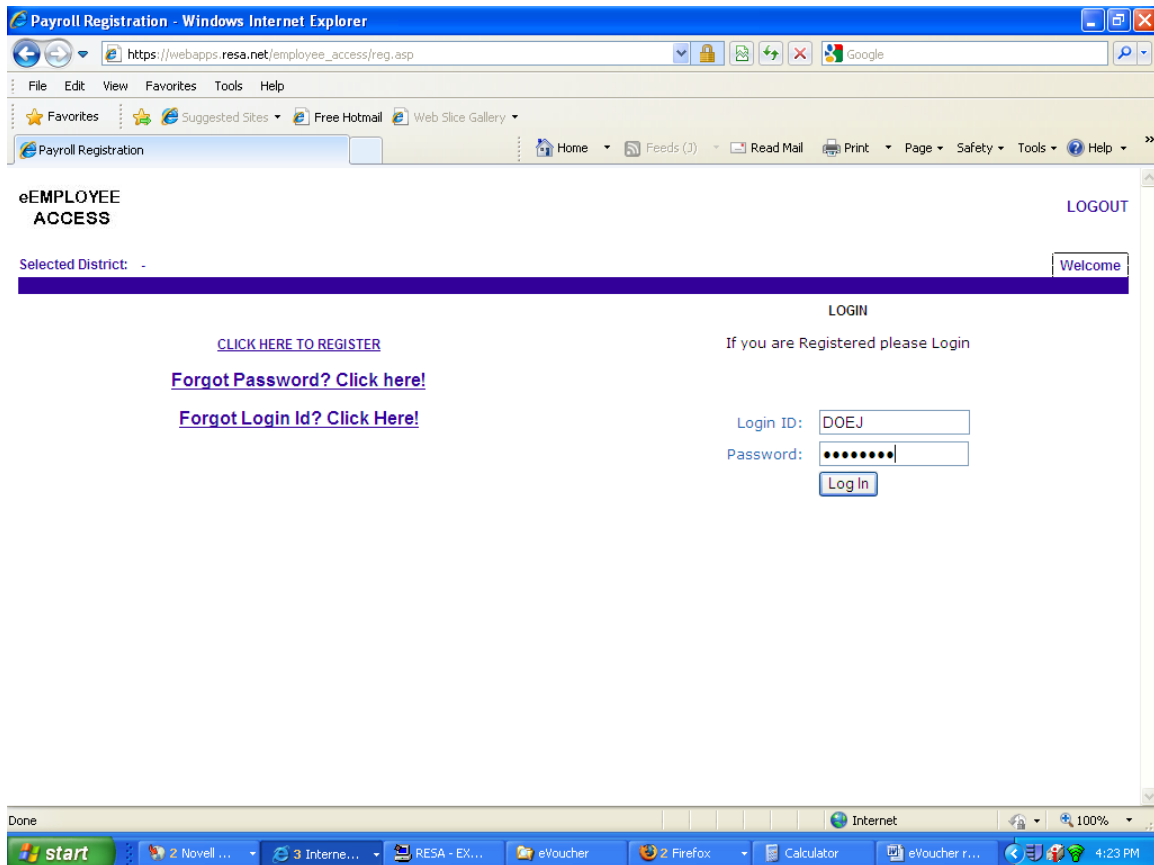 Payroll Registration - Windows Internet Explorer
https://webapps.resa.net/employee_access/reg.asp
Google
File Edit View Favorites Tools Help
Favorites Suggested Sites Free Hotmail Web Slice Gallery
Payroll Registration Home Feeds (J) Read Mail Print Page Safety Tools Help »
eEMPLOYEE
ACCESS
LOGOUT
Selected District: -
Welcome
LOGIN
CLICK HERE TO REGISTER
If you are Registered please Login
Forgot Password? Click here!
Forgot Login Id? Click Here!
Login ID: DOEJ
Password: ••••••••
Log In
Done Internet 100%
start 2 Novell ... 3 Interne... RESA - EX... eVoucher 2 Firefox Calculator eVoucher r... 4:23 PM